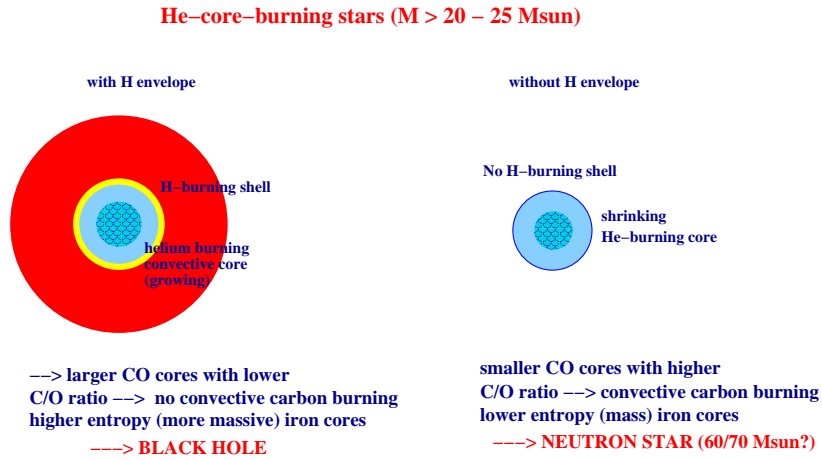 He−core−burning stars (M > 20 − 25 Msun)
with H envelope
H−burning shell
helium burning
convective core
(growing)
−−> larger CO cores with lower
C/O ratio −−> no convective carbon burning
higher entropy (more massive) iron cores
−−−> BLACK HOLE
without H envelope
No H−burning shell
shrinking
He−burning core
smaller CO cores with higher
C/O ratio −−> convective carbon burning
lower entropy (mass) iron cores
−−−> NEUTRON STAR (60/70 Msun?)